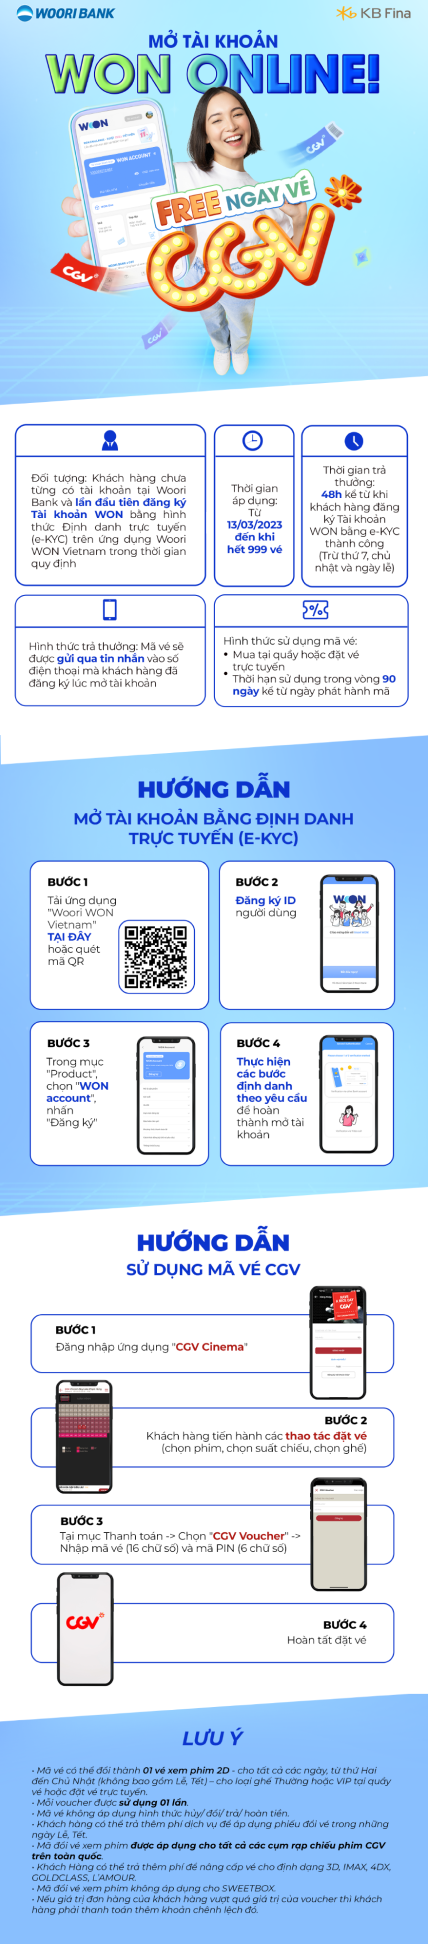 WOORI BANK
KB Fina
MỞ TÀI KHOẢN
WON ONLINE!
WON
WON ACCOUNT
FREE NGAY VÉ
CGV
CGV
CGV
CGV
Đối tượng: Khách hàng chưa
từng có tài khoản tại Woori
Bank và lần đầu tiên đăng ký
Tài khoản WON bằng hình
thức Định danh trực tuyến
(e-KYC) trên ứng dụng Woori
WON Vietnam trong thời gian
quy định
Thời gian
áp dụng:
Từ
13/03/2023
đến khi
hết 999 vé
Thời gian trả
thưởng:
48h kể từ khi
khách hàng đăng
ký Tài khoản
WON bằng e-KYC
thành công
(Trừ thứ 7, chủ
nhật và ngày lễ)
Hình thức trả thưởng: Mã vé sẽ
được gửi qua tin nhắn vào số
điện thoại mà khách hàng đã
đăng ký lúc mở tài khoản
Hình thức sử dụng mã vé:
• Mua tại quầy hoặc đặt vé
trực tuyến
• Thời hạn sử dụng trong vòng 90
ngày kể từ ngày phát hành mã
HƯỚNG DẪN
MỞ TÀI KHOẢN BẰNG ĐỊNH DANH
TRỰC TUYẾN (E-KYC)
BƯỚC 1
Tải ứng dụng
"Woori WON
Vietnam"
TẠI ĐÂY
hoặc quét
mã QR
BƯỚC 2
Đăng ký ID
người dùng
WON
BƯỚC 3
Trong mục
"Product",
chọn "WON
account",
nhấn
"Đăng ký"
BƯỚC 4
Thực hiện
các bước
định danh
theo yêu cầu
để hoàn
thành mở tài
khoản
HƯỚNG DẪN
SỬ DỤNG MÃ VÉ CGV
BƯỚC 1
Đăng nhập ứng dụng "CGV Cinema"
CGV
BƯỚC 2
Khách hàng tiến hành các thao tác đặt vé
(chọn phim, chọn suất chiếu, chọn ghế)
BƯỚC 3
Tại mục Thanh toán -> Chọn "CGV Voucher" ->
Nhập mã vé (16 chữ số) và mã PIN (6 chữ số)
CGV
BƯỚC 4
Hoàn tất đặt vé
LƯU Ý
- Mã vé có thể đổi thành 01 vé xem phim 2D - cho tất cả các ngày, từ thứ Hai
đến Chủ Nhật (không bao gồm Lễ, Tết) – cho loại ghế Thường hoặc VIP tại quầy
vé hoặc đặt vé trực tuyến.
- Mỗi voucher được sử dụng 01 lần.
- Mã vé không áp dụng hình thức hủy/ đổi/ trả/ hoàn tiền.
- Khách hàng có thể trả thêm phí dịch vụ để áp dụng phiếu đổi vé trong những
ngày Lễ, Tết.
- Mã đổi vé xem phim được áp dụng cho tất cả các cụm rạp chiếu phim CGV
trên toàn quốc.
- Khách Hàng có thể trả thêm phí để nâng cấp vé cho định dạng 3D, IMAX, 4DX,
GOLDCLASS, L'AMOUR.
- Mã đổi vé xem phim không áp dụng cho SWEETBOX.
- Nếu giá trị đơn hàng của khách hàng vượt quá giá trị của voucher thì khách
hàng phải thanh toán thêm khoản chênh lệch đó.